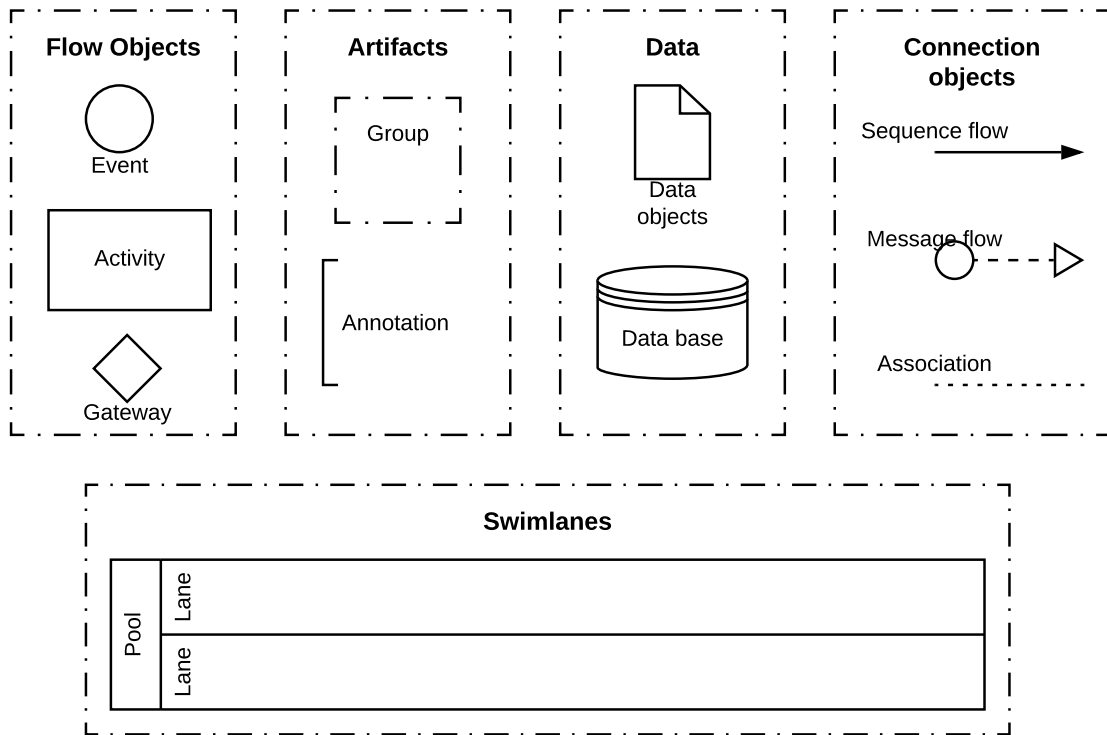 Flow Objects
Event
Activity
Gateway
Artifacts
Group
Annotation
Data
Data
objects
Data base
Connection
objects
Sequence flow
Message flow
Association
Swimlanes
Pool
Lane
Lane